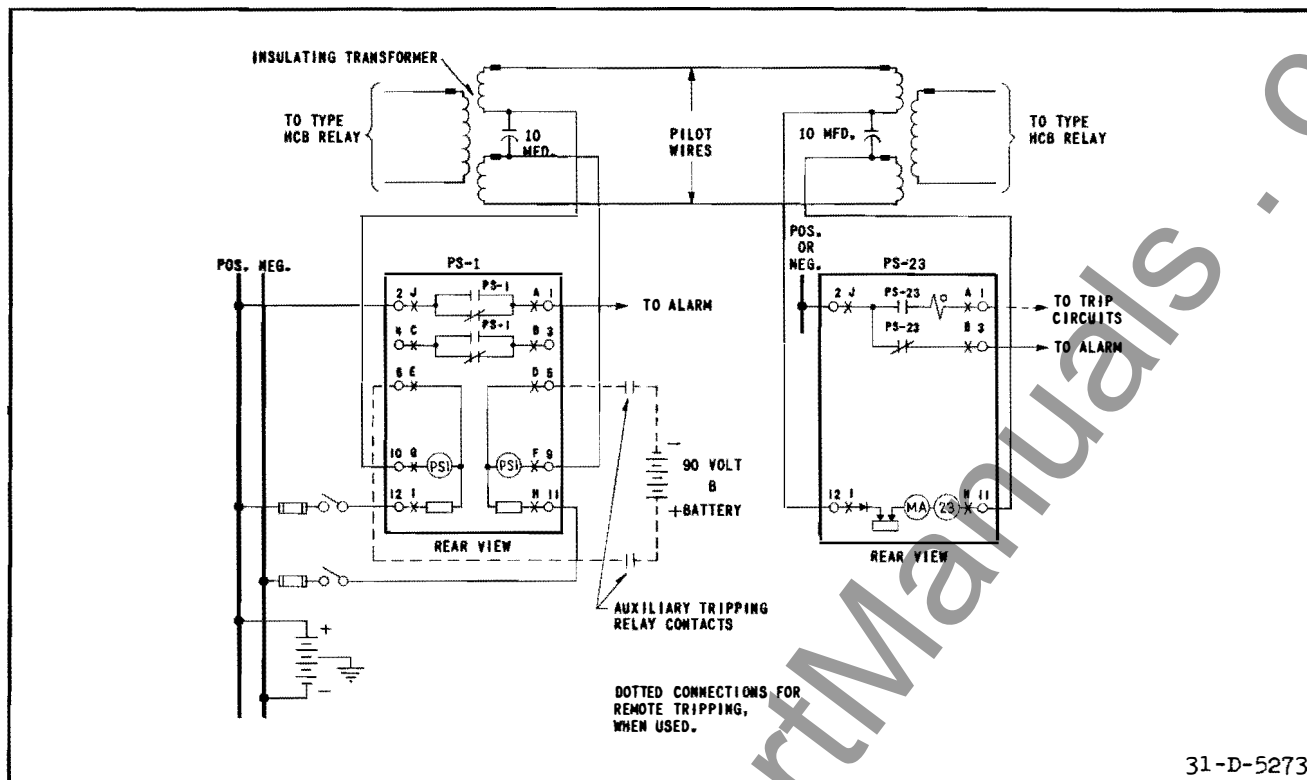 INSULATING TRANSFORMER
TO TYPE
HCB RELAY
10
MFD.
PILOT
WIRES
10 MFD.
TO TYPE
HCB RELAY
POS. NEG.
PS-1
2 J
PS-1
A 1
TO ALARM
4 C
PS-1
B 3
6 E
D 5
10 G
PS1
PS1
F 9
12 I
H 11
REAR VIEW
-
90 VOLT
B
+ BATTERY
AUXILIARY TRIPPING
RELAY CONTACTS
+
-
DOTTED CONNECTIONS FOR
REMOTE TRIPPING,
WHEN USED.
POS.
OR
NEG.
PS-23
2 J
PS-23
A 1
TO TRIP
CIRCUITS
PS-23
B 3
TO ALARM
12 I
MA
23
H 11
REAR VIEW
31-D-5273
rtManuals . c